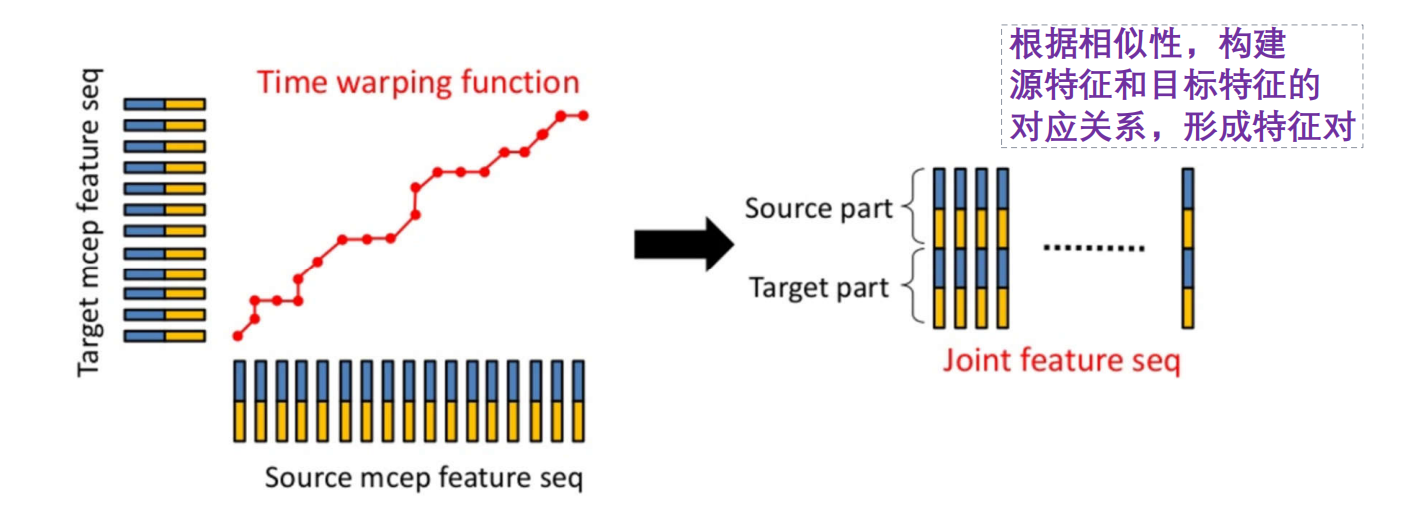 根据相似性，构建
源特征和目标特征的
对应关系，形成特征对
Time warping function
Target mcep feature seq
Source mcep feature seq
Source part
Target part
Joint feature seq